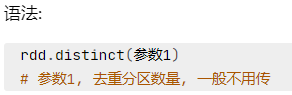 语法:
rdd.distinct(参数1)
# 参数1, 去重分区数量, 一般不用传